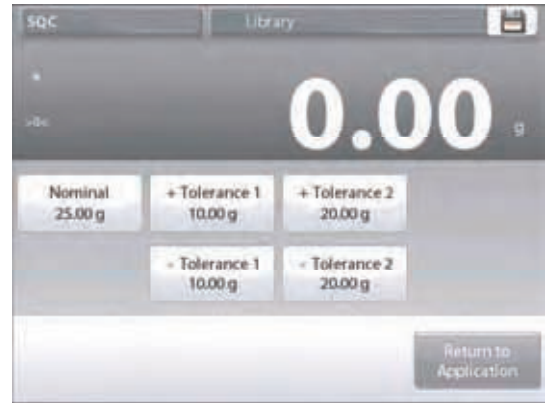 SQC
Library
*
>0<
0.00 g
Nominal
25.00 g
+ Tolerance 1
10.00 g
+ Tolerance 2
20.00 g
- Tolerance 1
10.00 g
- Tolerance 2
20.00 g
Return to
Application